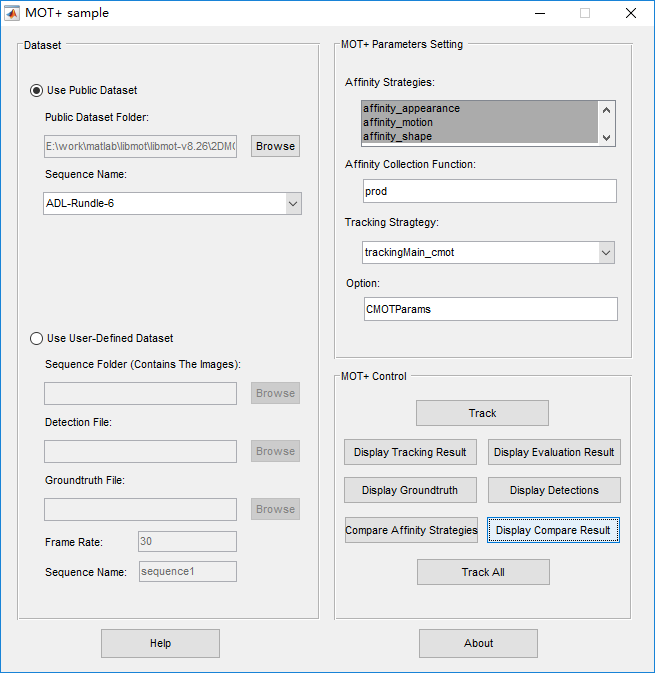 MOT+ sample
Dataset
Use Public Dataset
Public Dataset Folder:
E:\work\matlab\libmot\libmot-v8.26\2DMO
Browse
Sequence Name:
ADL-Rundle-6
Use User-Defined Dataset
Sequence Folder (Contains The Images):
Browse
Detection File:
Browse
Groundtruth File:
Browse
Frame Rate:
30
Sequence Name:
sequence1
Help
MOT+ Parameters Setting
Affinity Strategies:
affinity_appearance
affinity_motion
affinity_shape
Affinity Collection Function:
prod
Tracking Stragtegy:
trackingMain_cmot
Option:
CMOTParams
MOT+ Control
Track
Display Tracking Result
Display Evaluation Result
Display Groundtruth
Display Detections
Compare Affinity Strategies
Display Compare Result
Track All
About